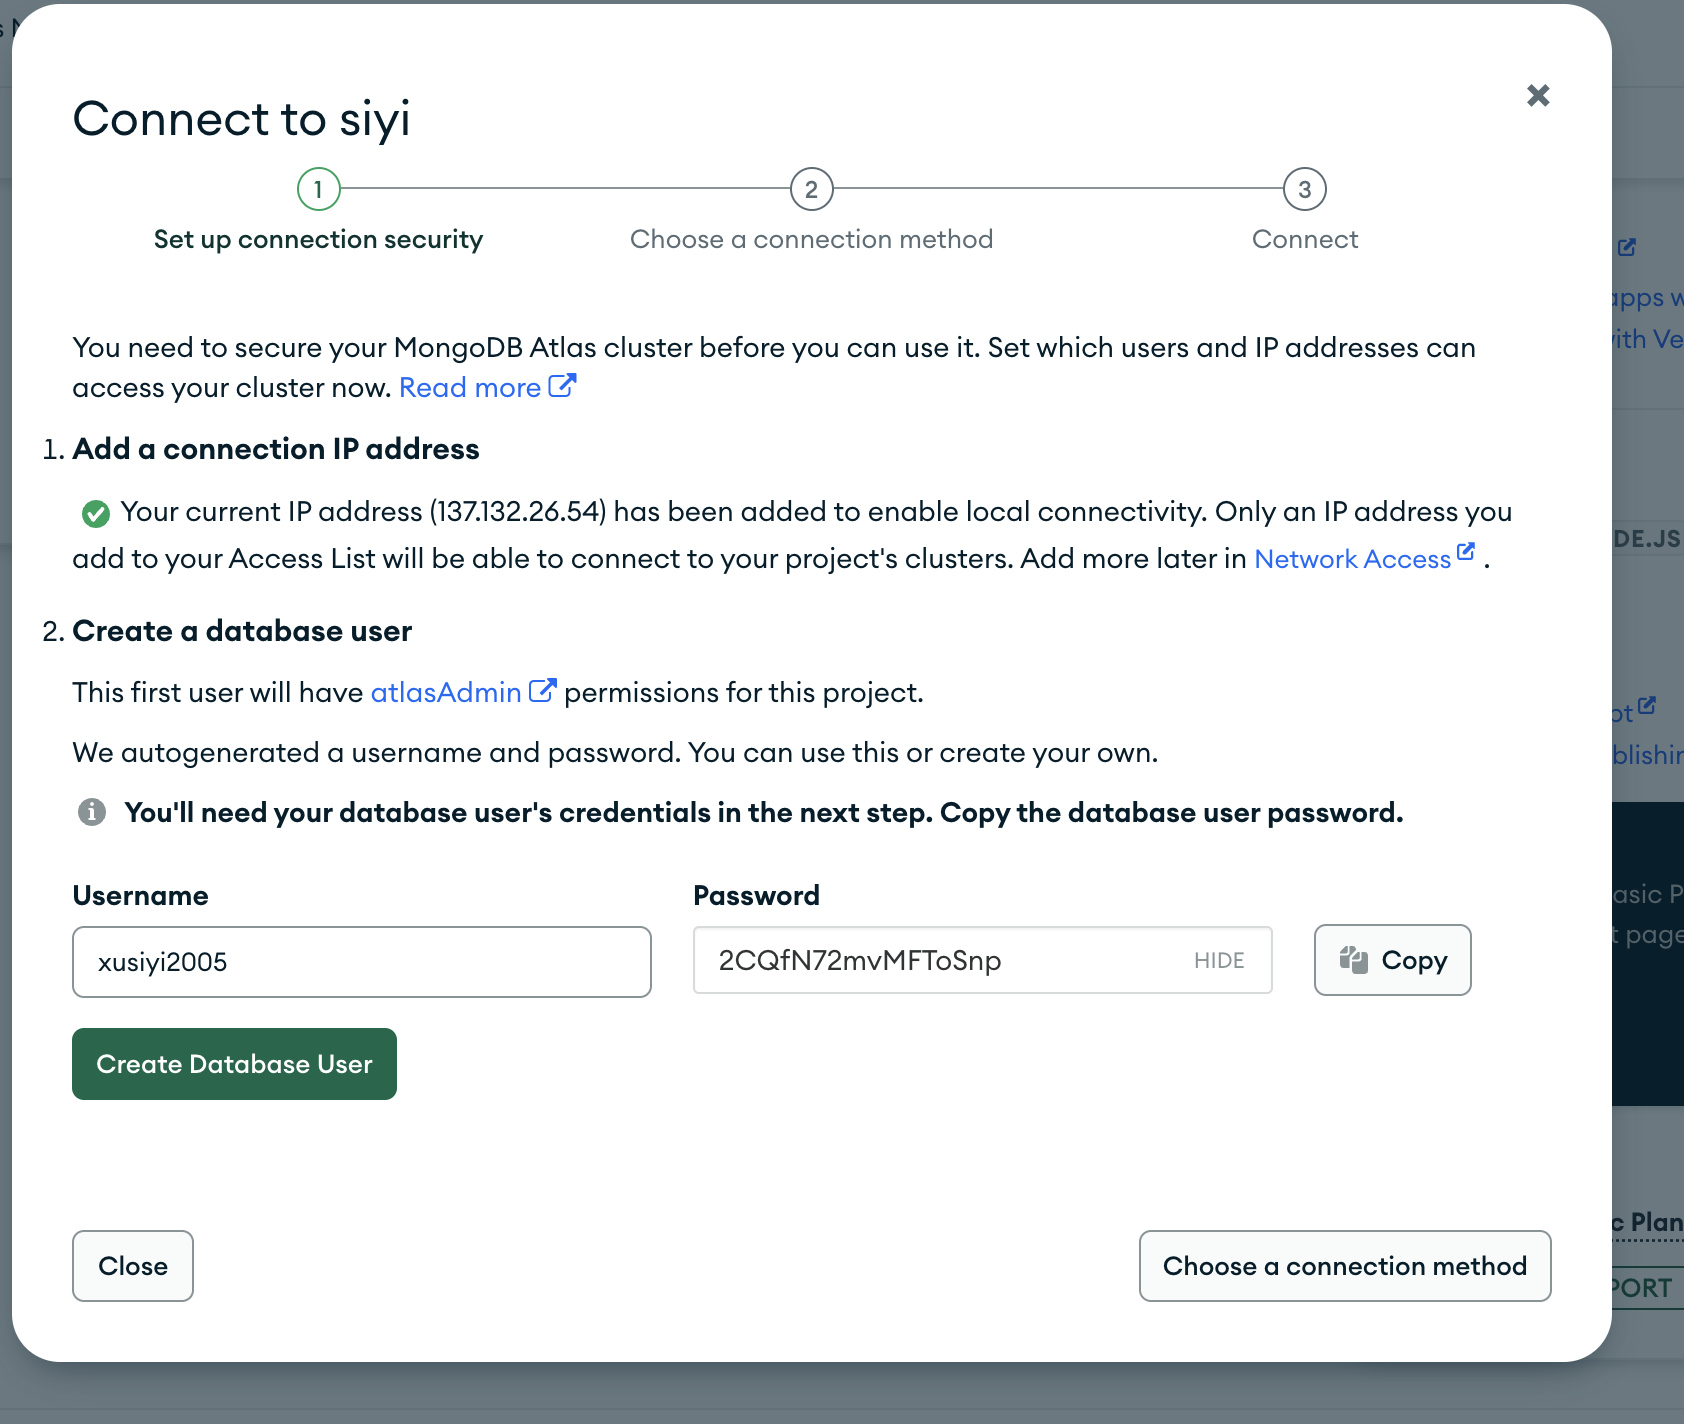 Connect to siyi
1
2
3
Set up connection security
Choose a connection method
Connect
You need to secure your MongoDB Atlas cluster before you can use it. Set which users and IP addresses can
access your cluster now. Read more
1. Add a connection IP address
Your current IP address (137.132.26.54) has been added to enable local connectivity. Only an IP address you
add to your Access List will be able to connect to your project's clusters. Add more later in Network Access .
2. Create a database user
This first user will have atlasAdmin permissions for this project.
We autogenerated a username and password. You can use this or create your own.
You'll need your database user's credentials in the next step. Copy the database user password.
Username
Password
xusiyi2005
2CQfN72mvMFToSnp
HIDE
Copy
Create Database User
Close
Choose a connection method
apps
DE.JS
page
Plan
PORT